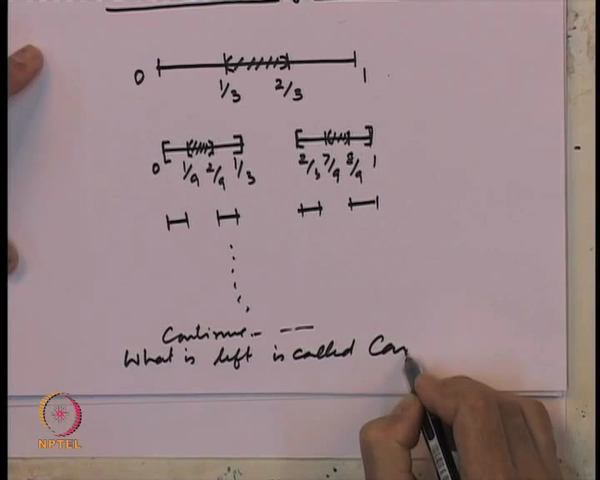 0 1/3 2/3 1
0 1/9 2/9 1/3 2/3 7/9 8/9 1
Continue
What is left is called Can
NPTEL